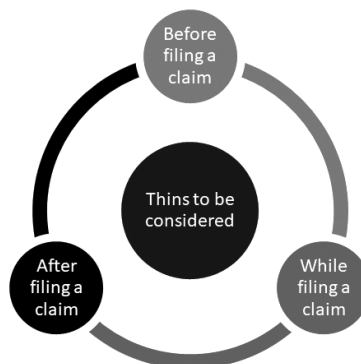 Before
filing a
claim
Thins to be
considered
After
filing a
claim
While
filing a
claim